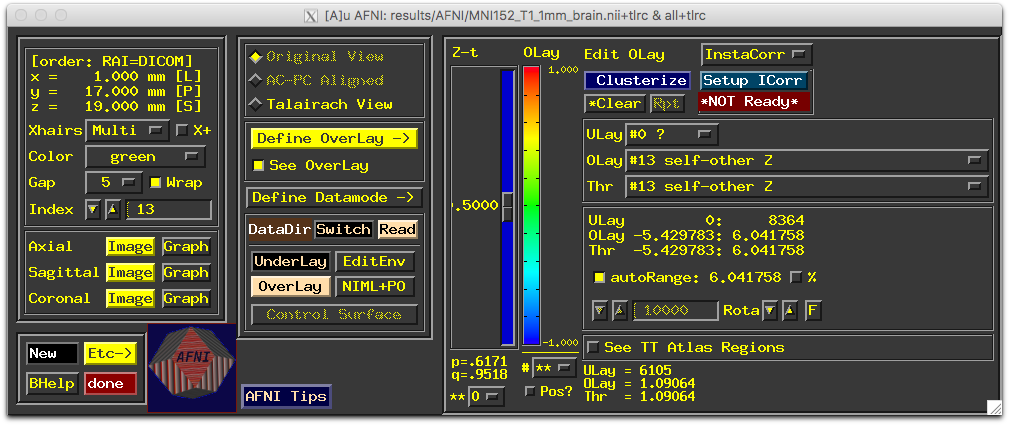 [A]u AFNI: results/AFNI/MNI152_T1_1mm_brain.nii+tlrc & all+tlrc
[order: RAI=DICOM]
x = 1.000 mm [L]
y = 17.000 mm [P]
z = 19.000 mm [S]
Xhairs Multi X+
Color green
Gap 5 Wrap
Index 13
Axial Image Graph
Sagittal Image Graph
Coronal Image Graph
New Etc->
BHelp done
AFNI
AFNI Tips
Original View
AC-PC Aligned
Talairach View
Define OverLay ->
See OverLay
Define Datamode ->
DataDir Switch Read
UnderLay EditEnv
OverLay NIML+PO
Control Surface
Z-t OLay
1.000
0.5000
-1.000
p=.6171
q=.9518
# **
** 0
Pos?
Edit OLay InstaCorr
Clusterize Setup ICorr
*Clear Rpt *NOT Ready*
ULay #0 ?
OLay #13 self-other Z
Thr #13 self-other Z
ULay 0: 8364
OLay -5.429783: 6.041758
Thr -5.429783: 6.041758
autoRange: 6.041758 %
10000 Rota F
See TT Atlas Regions
ULay = 6105
OLay = 1.09064
Thr = 1.09064